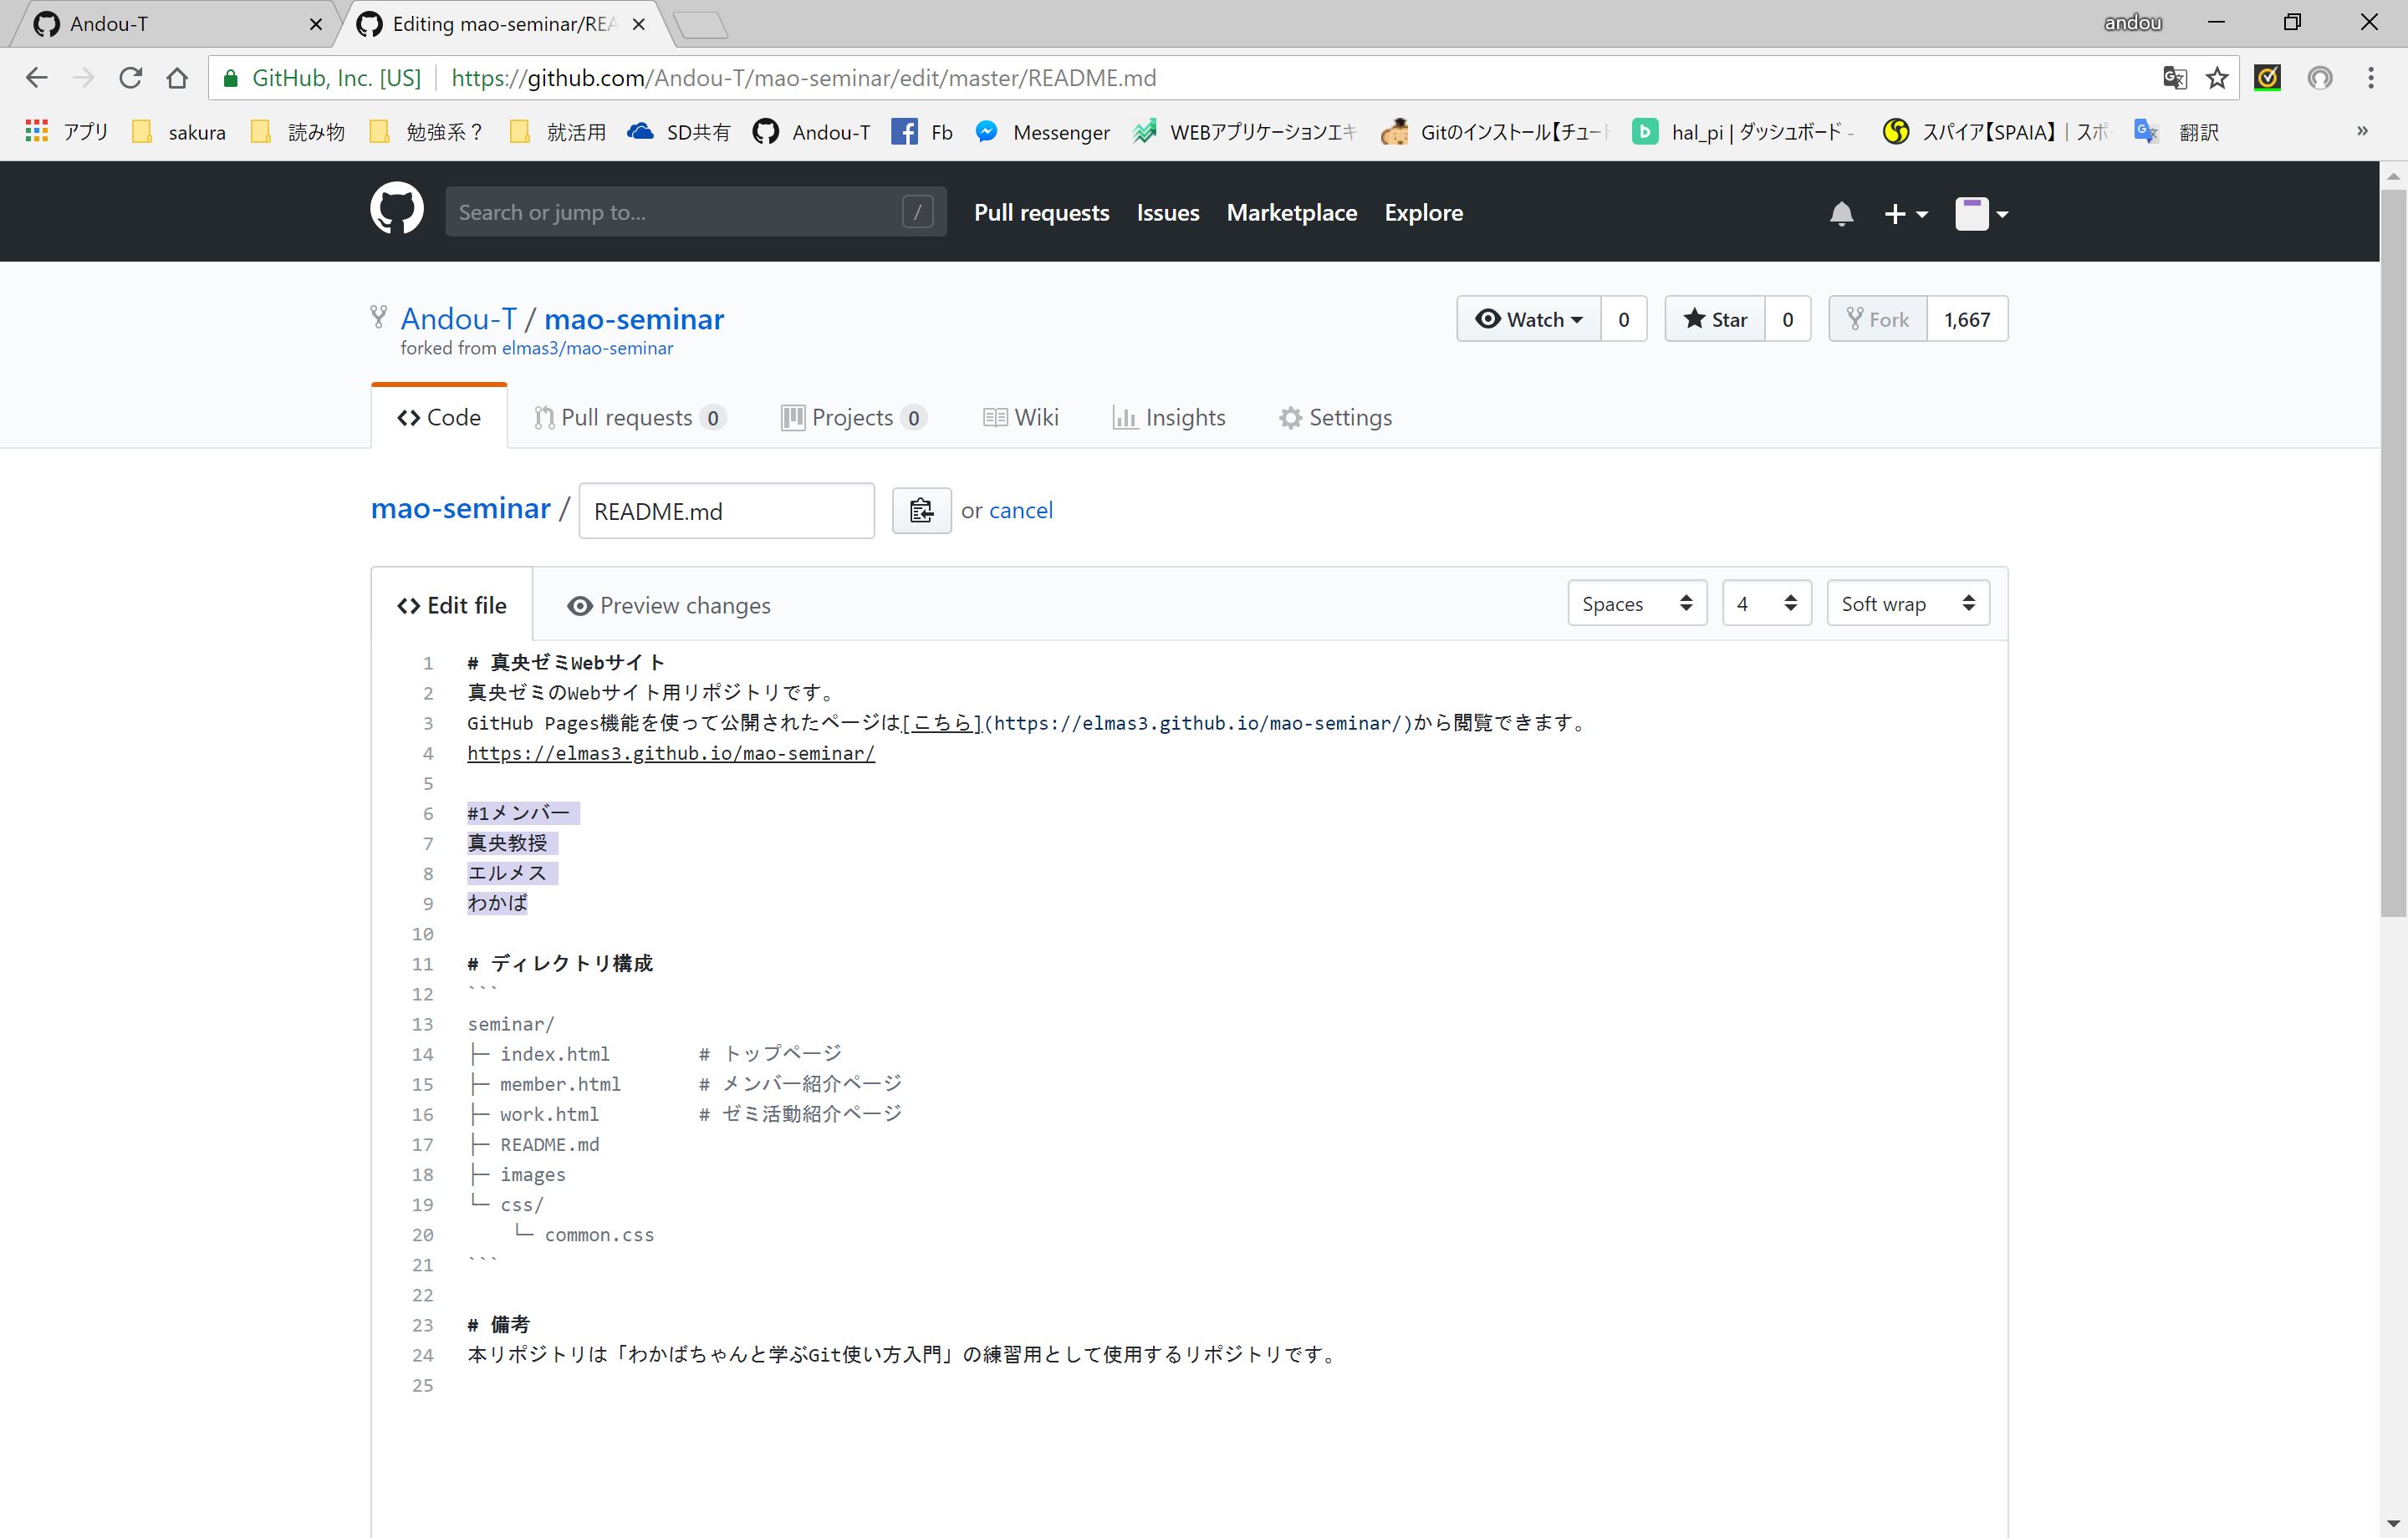 Andou-T
Editing mao-seminar/REA
andou
GitHub, Inc. [US]
https://github.com/Andou-T/mao-seminar/edit/master/README.md
アプリ
sakura
読み物
勉強系？
就活用
SD共有
Andou-T
Fb
Messenger
WEBアプリケーションエキ
Gitのインストール【チュート
hal_pi | ダッシュボード -
スパイア【SPAIA】 | スポ
翻訳
»
Search or jump to...
/
Pull requests
Issues
Marketplace
Explore
Andou-T / mao-seminar
forked from elmas3/mao-seminar
Watch
0
Star
0
Fork
1,667
Code
Pull requests 0
Projects 0
Wiki
Insights
Settings
mao-seminar / README.md or cancel
Edit file
Preview changes
Spaces
4
Soft wrap
1 # 真央ゼミWebサイト
2 真央ゼミのWebサイト用リポジトリです。
3 GitHub Pages機能を使って公開されたページは[こちら](https://elmas3.github.io/mao-seminar/)から閲覧できます。
4 https://elmas3.github.io/mao-seminar/
5
6 #1メンバー
7 真央教授
8 エルメス
9 わかば
10
11 # ディレクトリ構成
12 ```
13 seminar/
14 ├─ index.html # トップページ
15 ├─ member.html # メンバー紹介ページ
16 ├─ work.html # ゼミ活動紹介ページ
17 ├─ README.md
18 ├─ images
19 └─ css/
20 └─ common.css
21 ```
22
23 # 備考
24 本リポジトリは「わかばちゃんと学ぶGit使い方入門」の練習用として使用するリポジトリです。
25